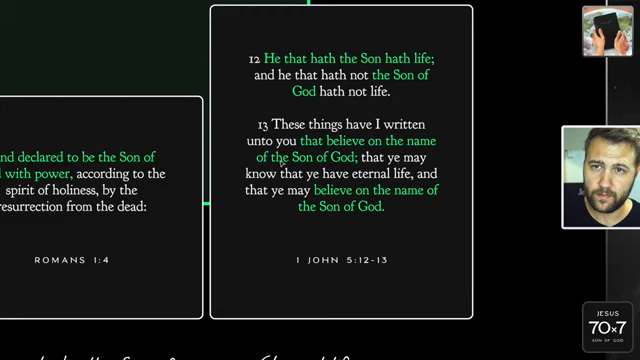 12 He that hath the Son hath life;
and he that hath not the Son of
God hath not life.
13 These things have I written
unto you that believe on the name
of the Son of God; that ye may
know that ye have eternal life, and
that ye may believe on the name of
the Son of God.
1 JOHN 5:12-13
declared to be the Son of
with power, according to the
spirit of holiness, by the
resurrection from the dead:
ROMANS 1:4
JESUS
70×7
SON OF GOD